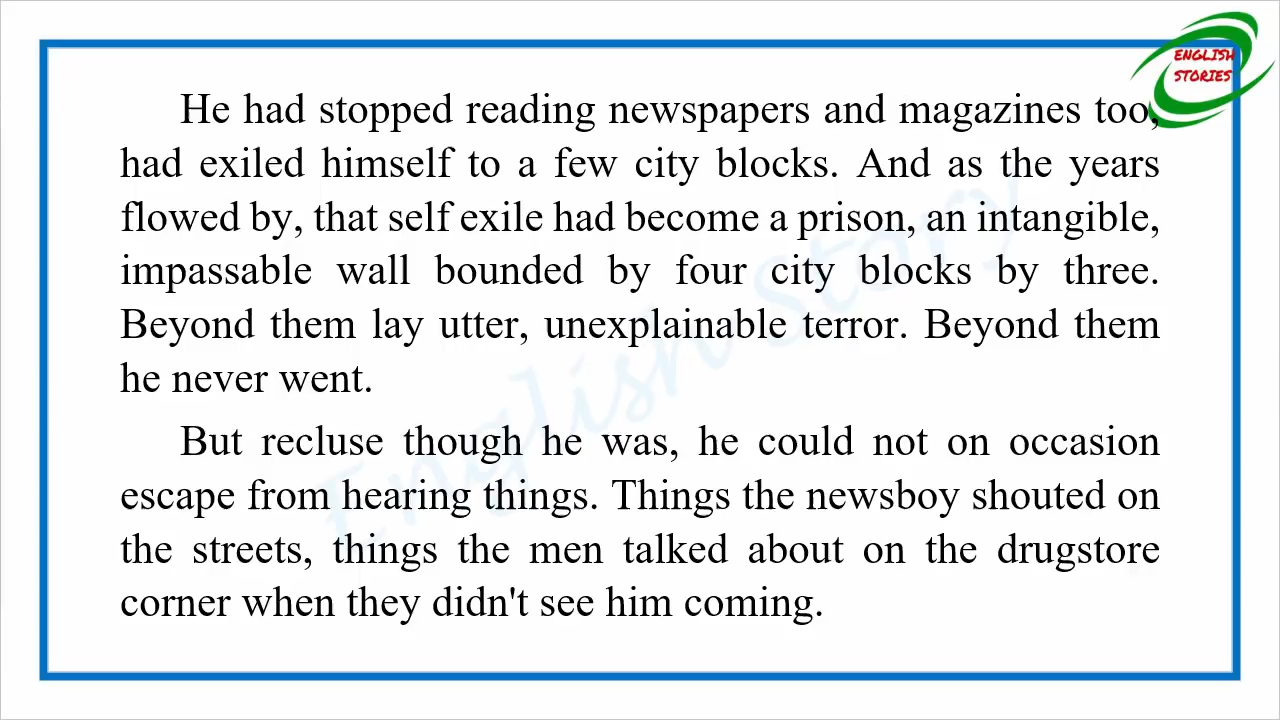 ENGLISH
STORIES
He had stopped reading newspapers and magazines too,
had exiled himself to a few city blocks. And as the years
flowed by, that self exile had become a prison, an intangible,
impassable wall bounded by four city blocks by three.
Beyond them lay utter, unexplainable terror. Beyond them
he never went.
But recluse though he was, he could not on occasion
escape from hearing things. Things the newsboy shouted on
the streets, things the men talked about on the drugstore
corner when they didn't see him coming.
English Story